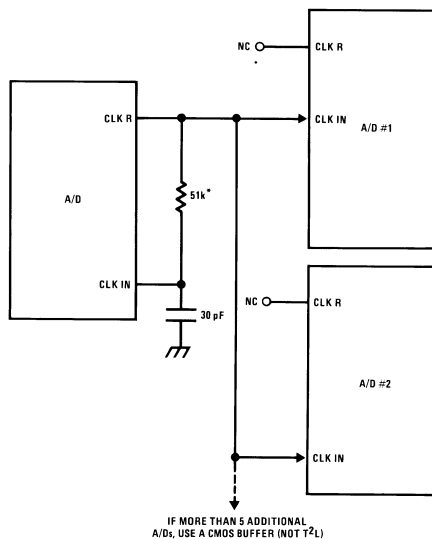 NC
CLK R
CLK R
CLK IN
A/D #1
A/D
51k*
CLK IN
30 pF
NC
CLK R
A/D #2
CLK IN
IF MORE THAN 5 ADDITIONAL
A/Ds, USE A CMOS BUFFER (NOT T²L)